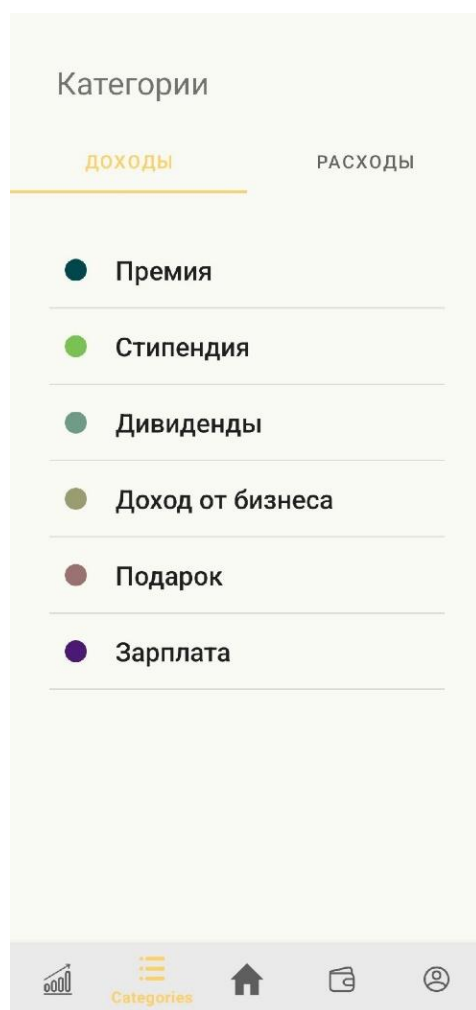 Категории
ДОХОДЫ РАСХОДЫ
Премия
Стипендия
Дивиденды
Доход от бизнеса
Подарок
Зарплата
Categories